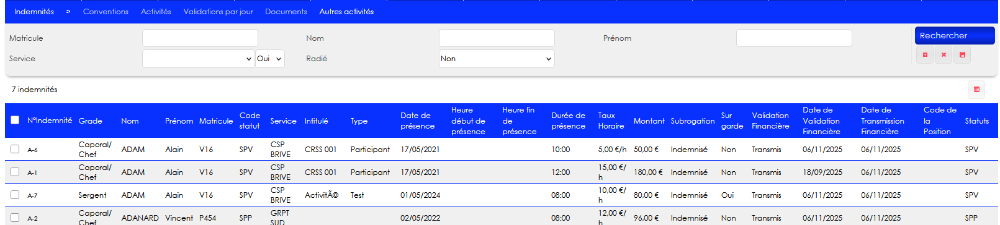 Indemnités > Conventions Activités Validations par jour Documents Autres activités
Matricule Nom Prénom Rechercher
Service Oui Radié Non
7 indemnités
N°Indemnité Grade Nom Prénom Matricule Code statut Service Intitulé Type Date de présence Heure début de présence Heure fin de présence Durée de présence Taux Horaire Montant Subrogation Sur garde Validation Financière Date de Validation Financière Date de Transmission Financière Code de la Position Statuts
A-6 Caporal/Chef ADAM Alain V16 SPV CSP BRIVE CRSS 001 Participant 17/05/2021 10:00 5,00 €/h 50,00 € Indemnisé Non Transmis 06/11/2025 06/11/2025 SPV
A-1 Caporal/Chef ADAM Alain V16 SPV CSP BRIVE CRSS 001 Participant 17/05/2021 12:00 15,00 €/h 180,00 € Indemnisé Non Transmis 18/09/2025 06/11/2025 SPV
A-7 Sergent ADAM Alain V16 SPV CSP BRIVE ActivitÃ© Test 01/05/2024 08:00 10,00 €/h 80,00 € Indemnisé Oui Transmis 06/11/2025 06/11/2025 SPV
A-2 Caporal/Chef ADANARD Vincent P454 SPP GRPT SUD 02/05/2022 08:00 12,00 €/h 96,00 € Indemnisé Non Transmis 06/11/2025 06/11/2025 SPP